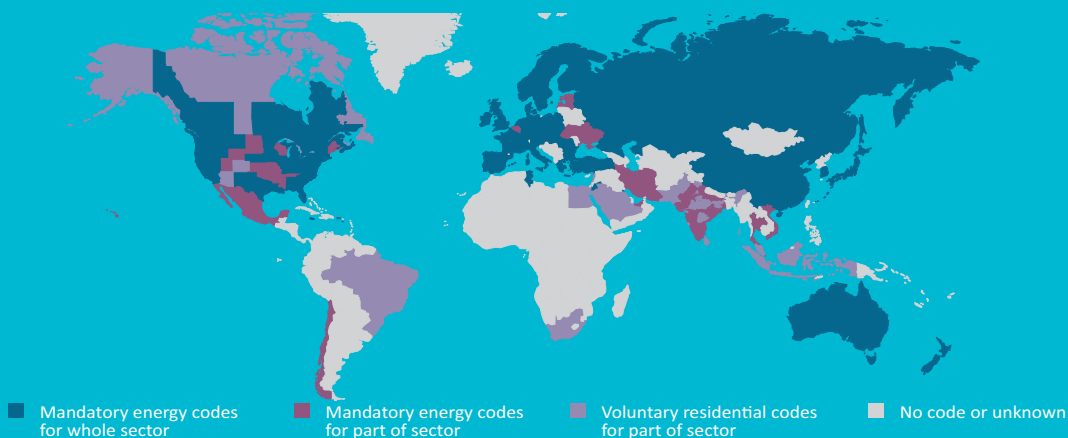 Mandatory energy codes
for whole sector
Mandatory energy codes
for part of sector
Voluntary residential codes
for part of sector
No code or unknown